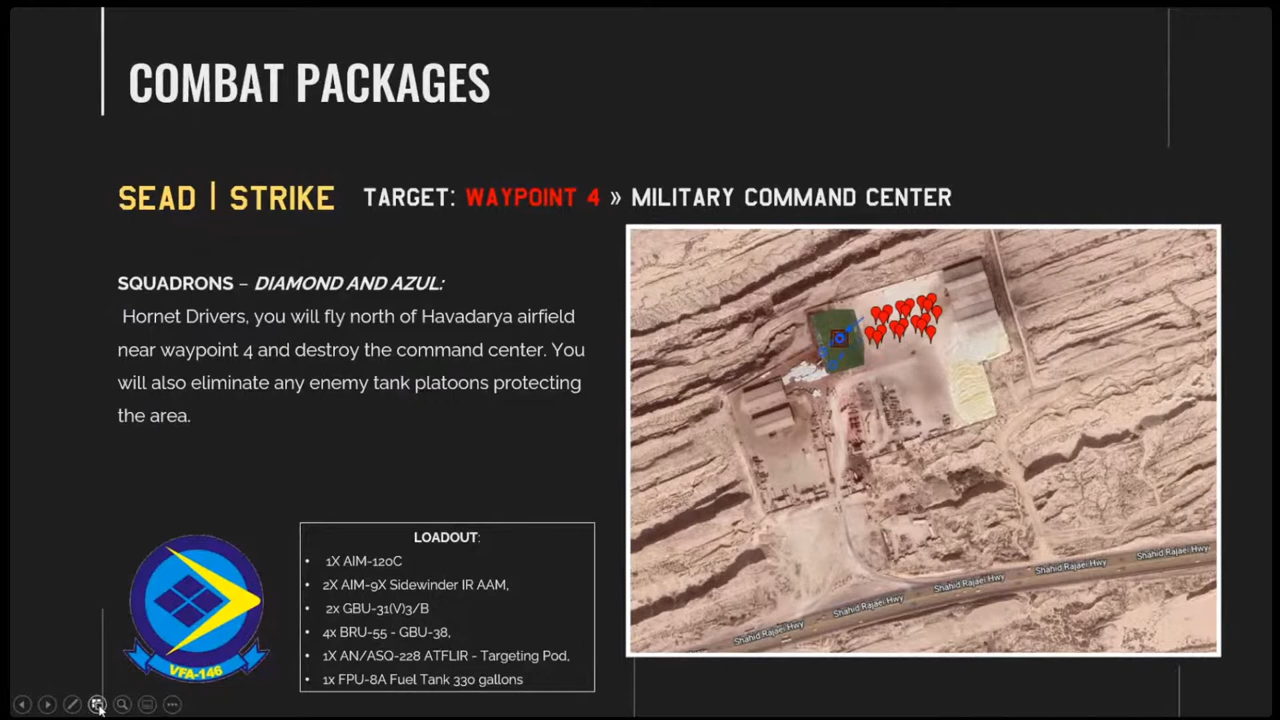 COMBAT PACKAGES
SEAD | STRIKE TARGET: WAYPOINT 4 » MILITARY COMMAND CENTER
SQUADRONS – DIAMOND AND AZUL:
Hornet Drivers, you will fly north of Havadarya airfield
near waypoint 4 and destroy the command center. You
will also eliminate any enemy tank platoons protecting
the area.
LOADOUT:
• 1X AIM-120C
• 2X AIM-9X Sidewinder IR AAM,
• 2x GBU-31(V)3/B
• 4x BRU-55 - GBU-38,
• 1X AN/ASQ-228 ATFLIR - Targeting Pod,
• 1x FPU-8A Fuel Tank 330 gallons
VFA-146
Shahid Rajaei Hwy
Shahid Rajaei Hwy
Shahid Rajaei Hwy
Shahid Rajaei Hwy
Shahid Rajaei Hwy